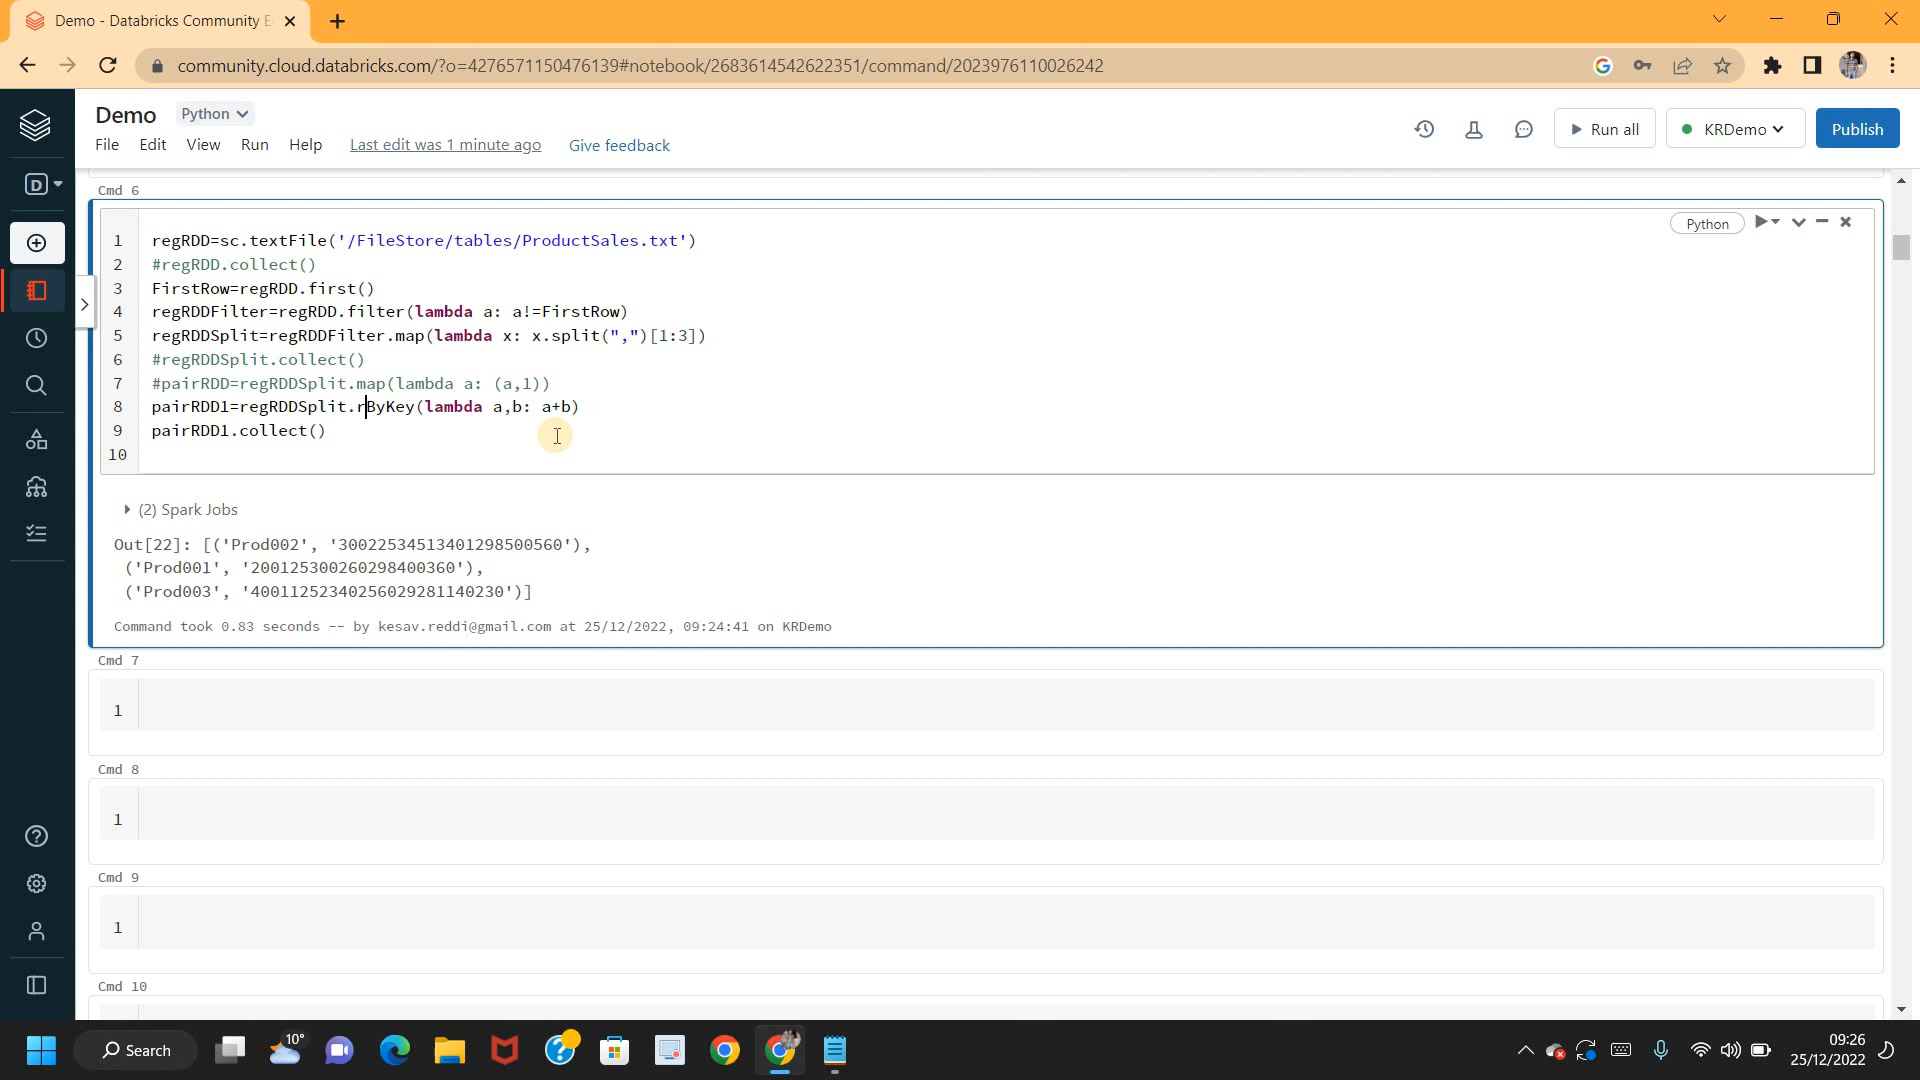 Demo - Databricks Community E
community.cloud.databricks.com/?o=4276571150476139#notebook/2683614542622351/command/2023976110026242
Demo Python
File Edit View Run Help Last edit was 1 minute ago Give feedback
Run all KRDemo Publish
D
Cmd 6
Python
1 regRDD=sc.textFile('/FileStore/tables/ProductSales.txt')
2 #regRDD.collect()
3 FirstRow=regRDD.first()
4 regRDDFilter=regRDD.filter(lambda a: a!=FirstRow)
5 regRDDSplit=regRDDFilter.map(lambda x: x.split(",")[1:3])
6 #regRDDSplit.collect()
7 #pairRDD=regRDDSplit.map(lambda a: (a,1))
8 pairRDD1=regRDDSplit.rByKey(lambda a,b: a+b)
9 pairRDD1.collect()
10
(2) Spark Jobs
Out[22]: [('Prod002', '30022534513401298500560'),
('Prod001', '200125300260298400360'),
('Prod003', '40011252340256029281140230')]
Command took 0.83 seconds -- by kesav.reddi@gmail.com at 25/12/2022, 09:24:41 on KRDemo
Cmd 7
1
Cmd 8
1
Cmd 9
1
Cmd 10
Search
10°
09:26
25/12/2022